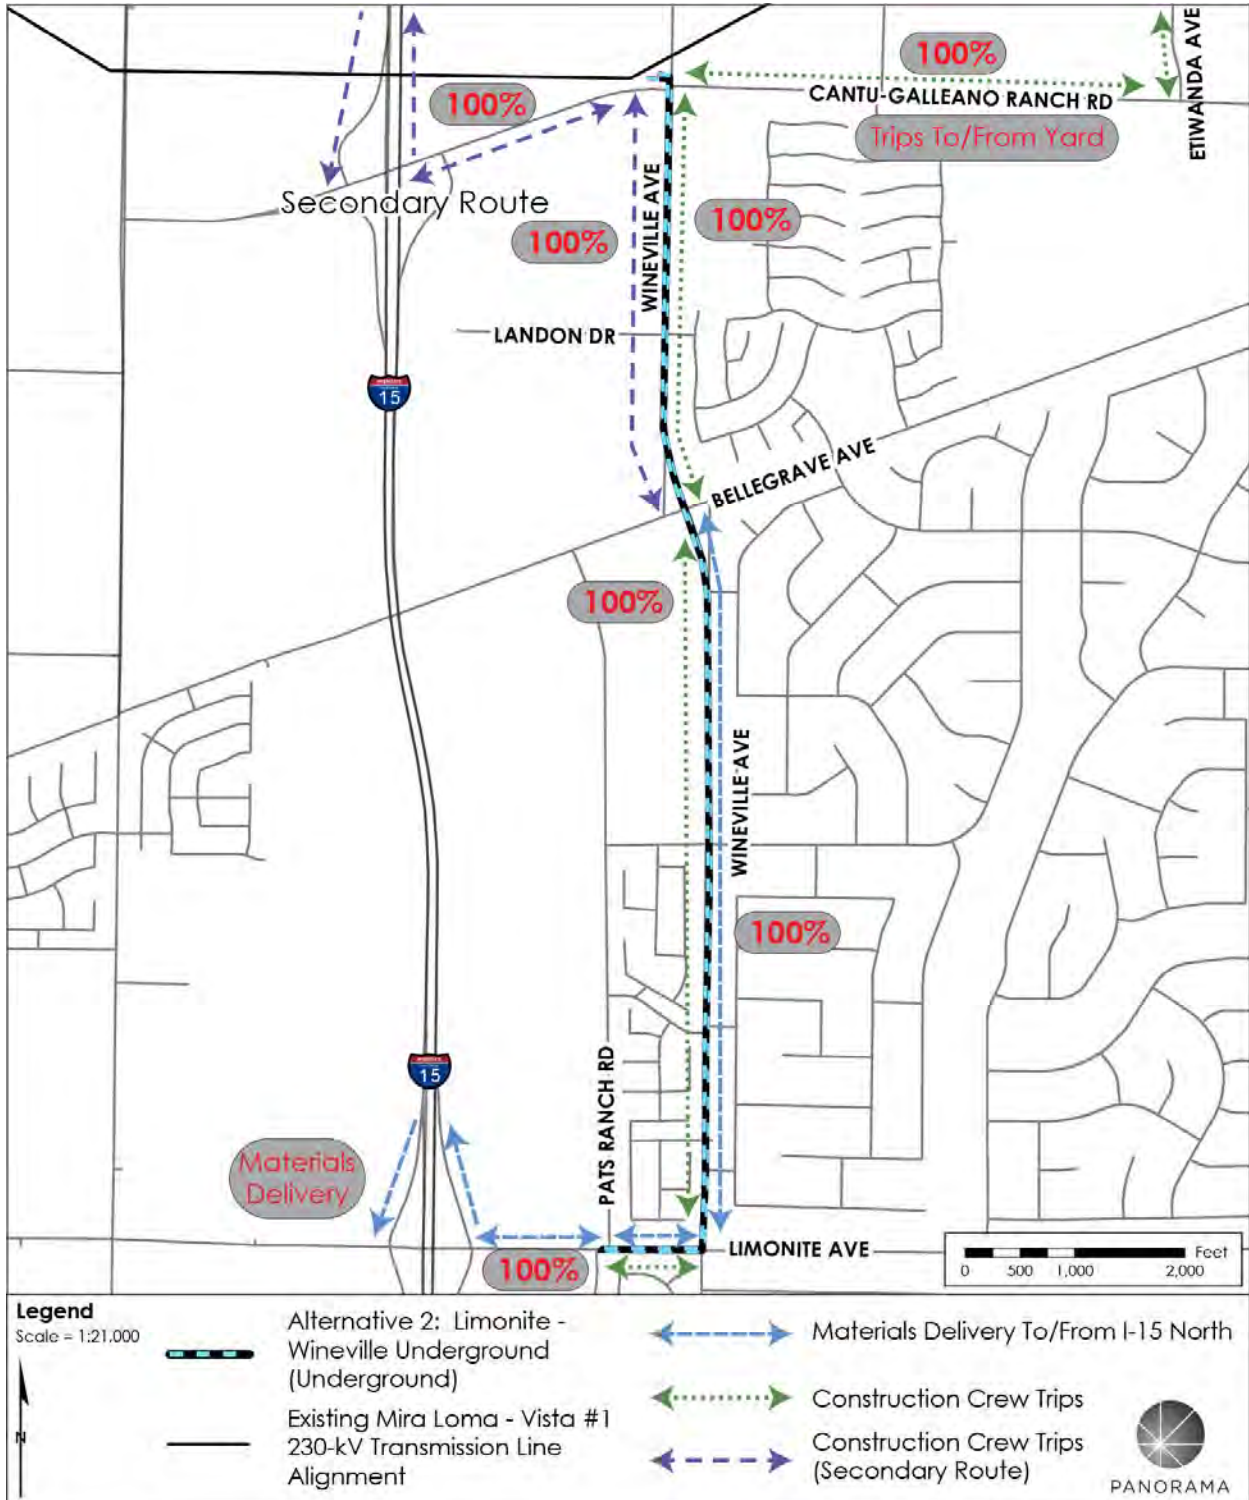 100%
ETIWANDA AVE
100%
CANTU-GALLEANO RANCH RD
Trips To/From Yard
Secondary Route
100%
WINEVILLE AVE
100%
LANDON DR
15
BELLEGRAVE AVE
100%
WINEVILLE AVE
100%
15
PATS RANCH RD
Materials
Delivery
100%
LIMONITE AVE
Feet
0 500 1,000 2,000
Legend
Scale = 1:21,000
N
Alternative 2: Limonite -
Wineville Underground
(Underground)
Existing Mira Loma - Vista #1
230-kV Transmission Line
Alignment
Materials Delivery To/From I-15 North
Construction Crew Trips
Construction Crew Trips
(Secondary Route)
PANORAMA